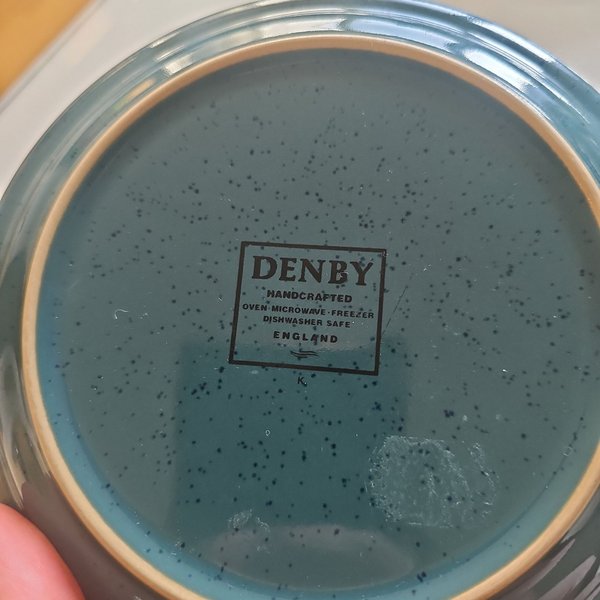 DENBY
HANDCRAFTED
OVEN·MICROWAVE·FREEZER
DISHWASHER SAFE
ENGLAND
K.